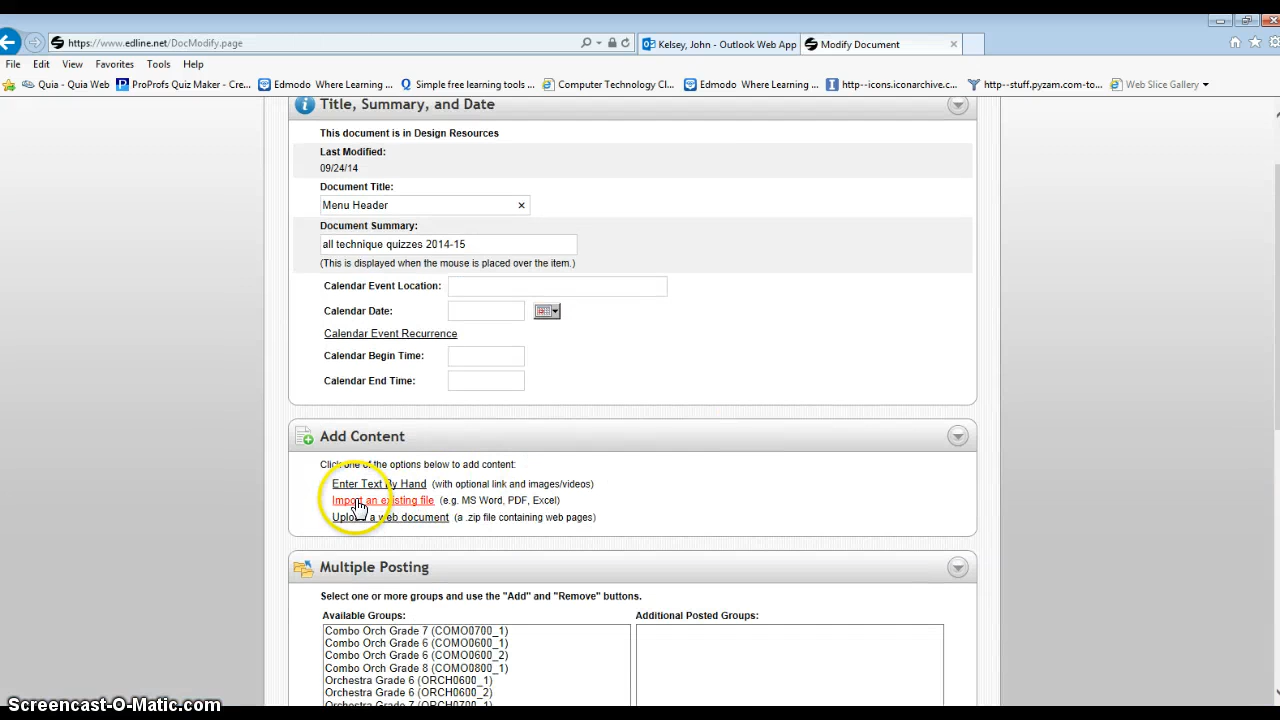 https://www.edline.net/DocModify.page
Kelsey, John - Outlook Web App
Modify Document
File Edit View Favorites Tools Help
Quia - Quia Web
ProProfs Quiz Maker - Cre...
Edmodo Where Learning ...
Simple free learning tools ...
Computer Technology Cl...
Edmodo Where Learning ...
http--icons.iconarchive.c...
http--stuff.pyzam.com-to...
Web Slice Gallery
Title, Summary, and Date
This document is in Design Resources
Last Modified:
09/24/14
Document Title:
Menu Header
Document Summary:
all technique quizzes 2014-15
(This is displayed when the mouse is placed over the item.)
Calendar Event Location:
Calendar Date:
Calendar Event Recurrence
Calendar Begin Time:
Calendar End Time:
Add Content
Click one of the options below to add content:
Enter Text By Hand (with optional link and images/videos)
Import an existing file (e.g. MS Word, PDF, Excel)
Upload a web document (a .zip file containing web pages)
Multiple Posting
Select one or more groups and use the "Add" and "Remove" buttons.
Available Groups:
Additional Posted Groups:
Combo Orch Grade 7 (COMO0700_1)
Combo Orch Grade 6 (COMO0600_1)
Combo Orch Grade 6 (COMO0600_2)
Combo Orch Grade 8 (COMO0800_1)
Orchestra Grade 6 (ORCH0600_1)
Orchestra Grade 6 (ORCH0600_2)
Orchestra Grade 7 (ORCH0700_1)
Screencast-O-Matic.com